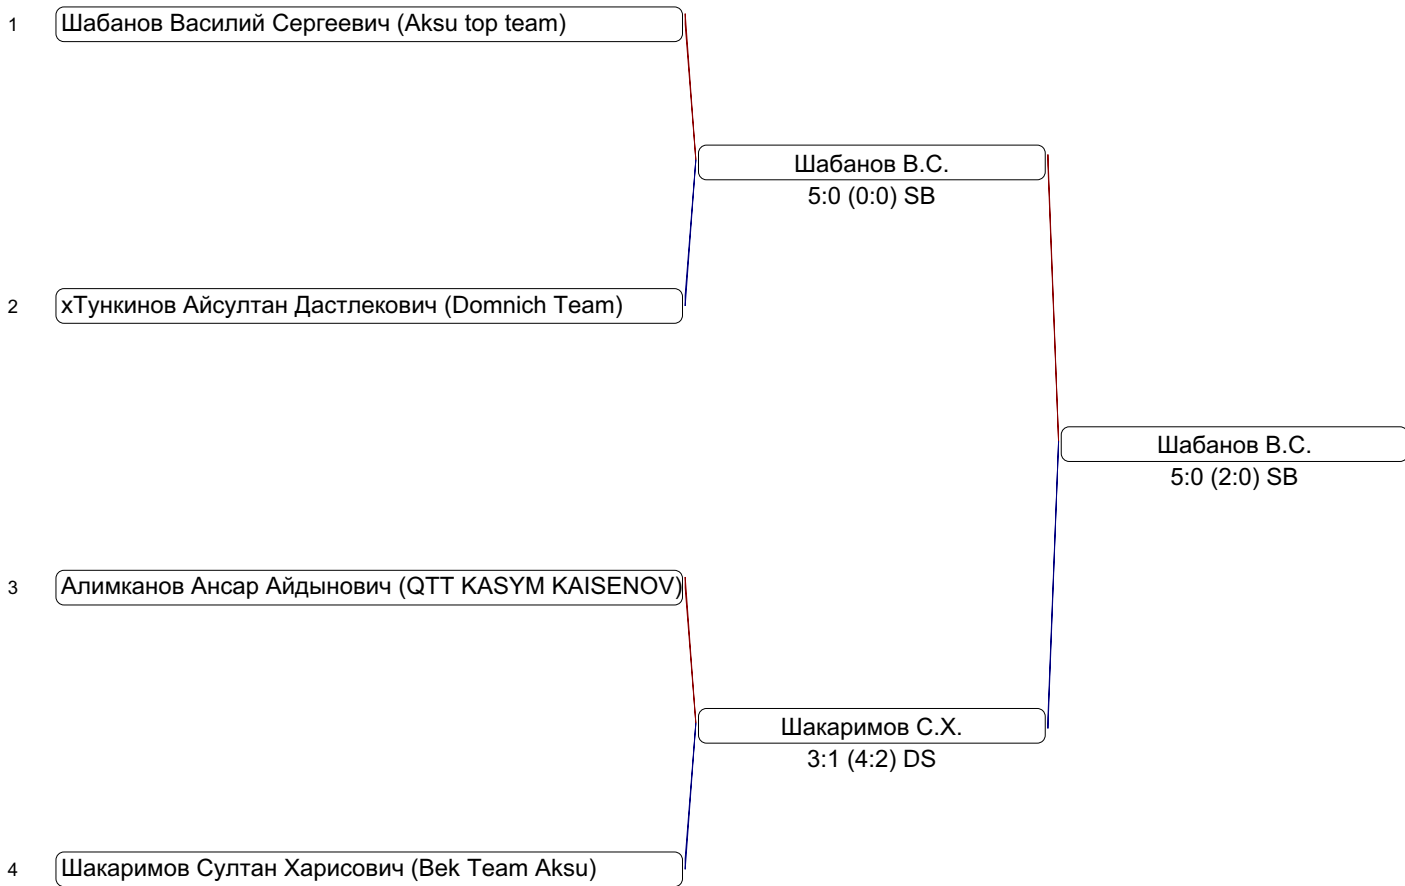 1 Шабанов Василий Сергеевич (Aksu top team)
Шабанов В.С.
5:0 (0:0) SB
2 хТункинов Айсултан Дастлекович (Domnich Team)
Шабанов В.С.
5:0 (2:0) SB
3 Алимканов Ансар Айдынович (QTT KASYM KAISENOV)
Шакаримов С.Х.
3:1 (4:2) DS
4 Шакаримов Султан Харисович (Bek Team Aksu)